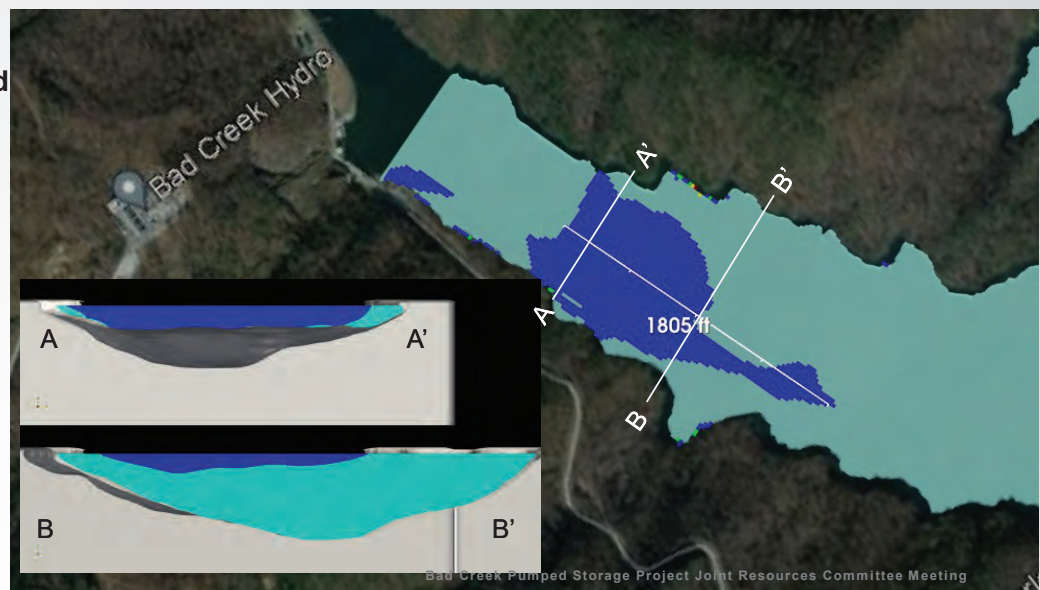 d
Bad Creek Hydro
A'
B'
A
1805 ft
B
A
A'
B
B'
Bad Creek Pumped Storage Project Joint Resources Committee Meeting